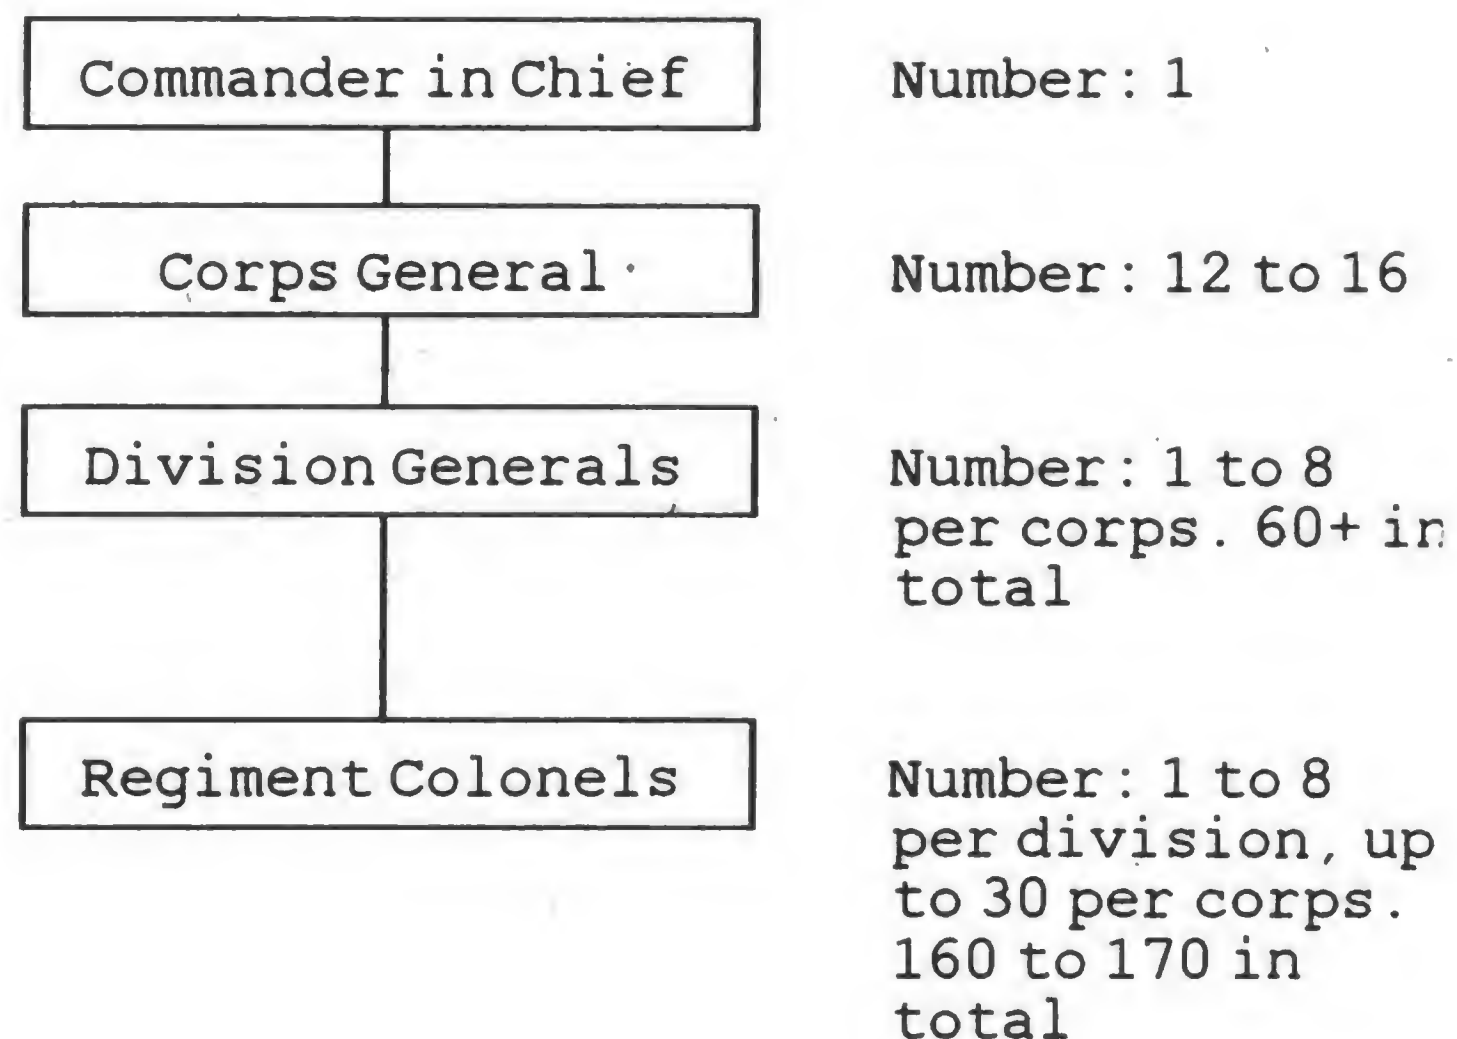 Commander in Chief
Number: 1
Corps General
Number: 12 to 16
Division Generals
Number: 1 to 8
per corps. 60+ in
total
Regiment Colonels
Number: 1 to 8
per division, up
to 30 per corps.
160 to 170 in
total